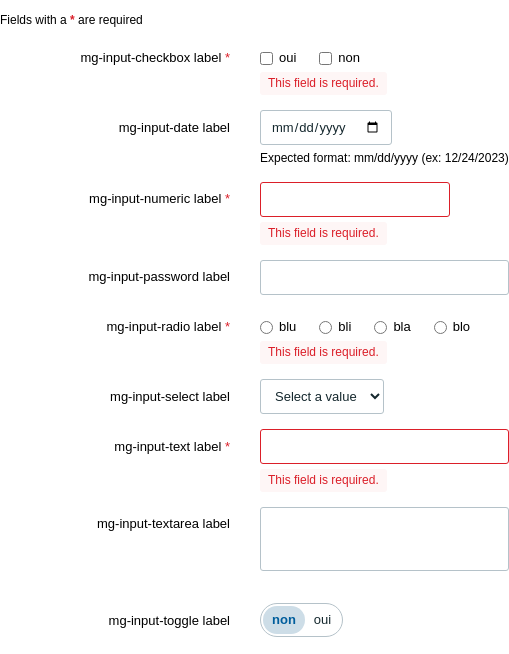 Fields with a * are required
mg-input-checkbox label * oui non
This field is required.
mg-input-date label mm/dd/yyyy
Expected format: mm/dd/yyyy (ex: 12/24/2023)
mg-input-numeric label *
This field is required.
mg-input-password label
mg-input-radio label * blu bli bla blo
This field is required.
mg-input-select label Select a value
mg-input-text label *
This field is required.
mg-input-textarea label
mg-input-toggle label non oui